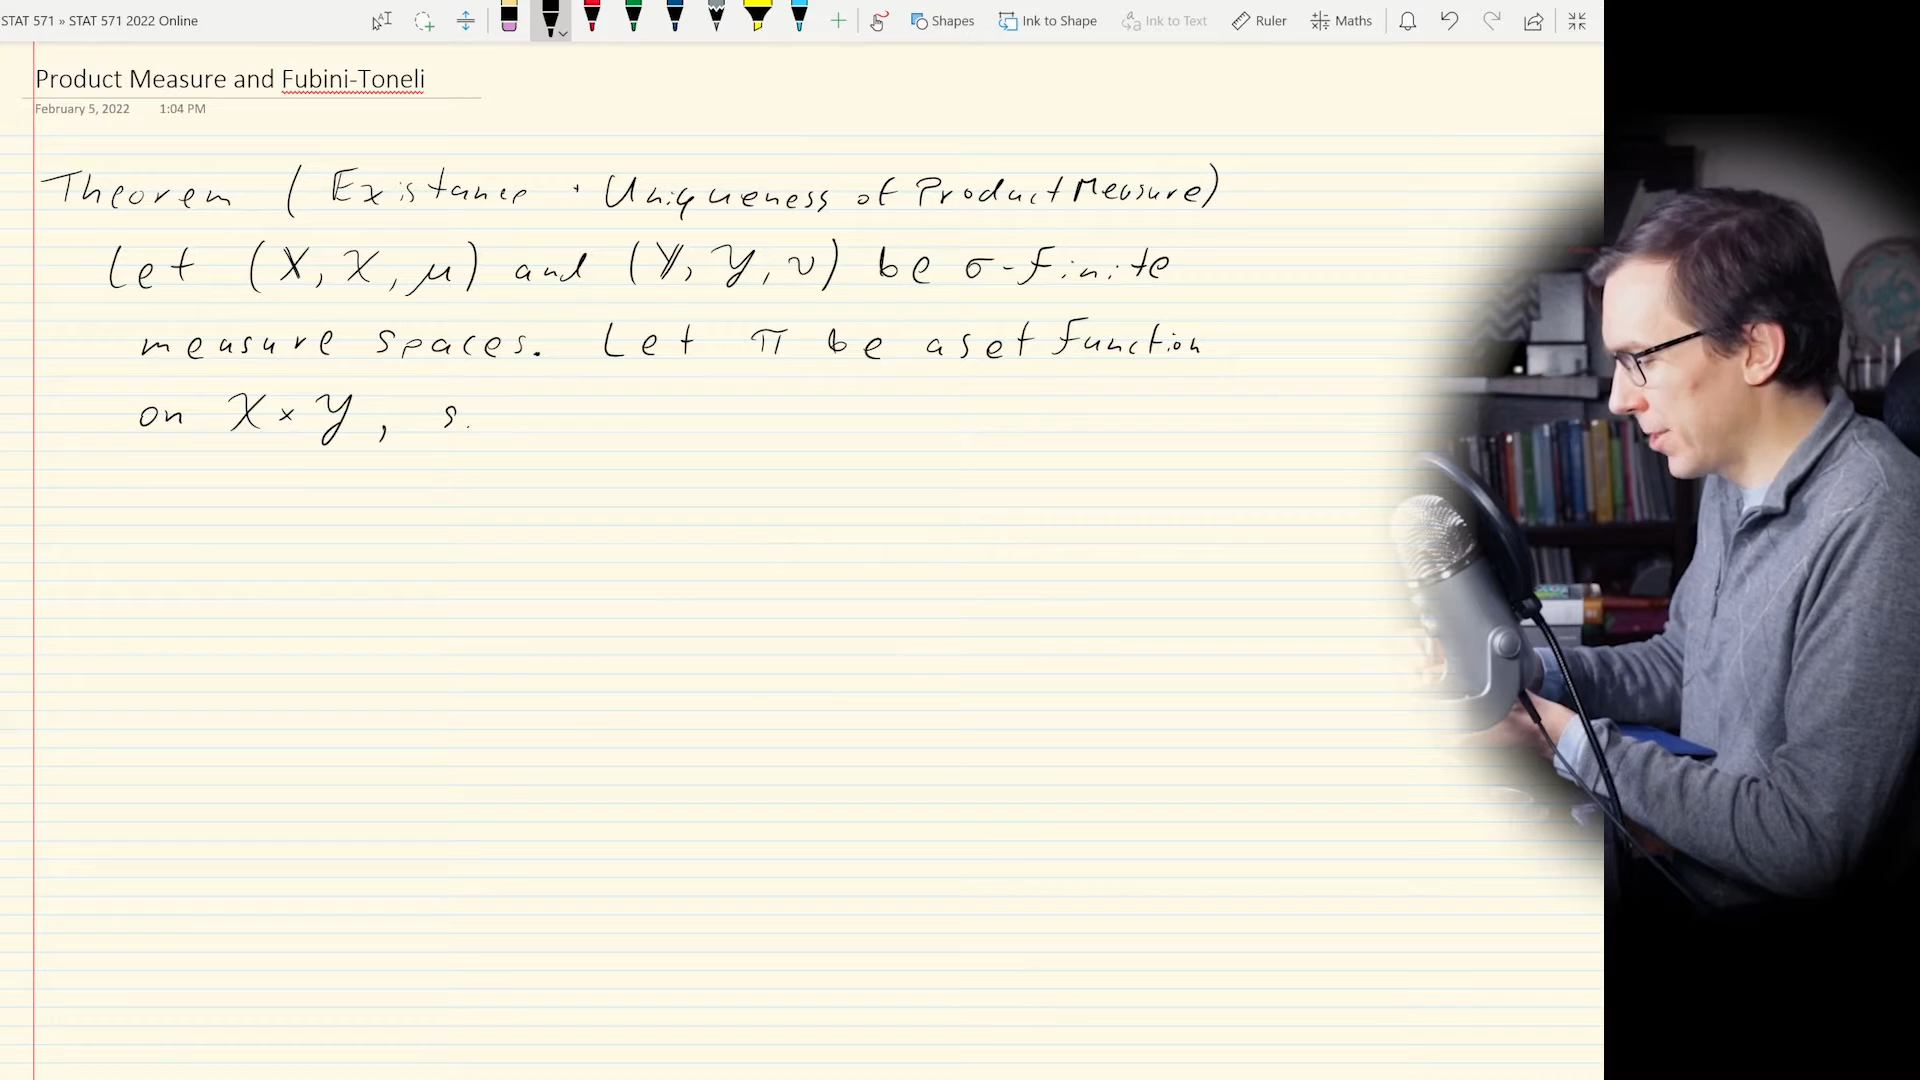 STAT 571 » STAT 571 2022 Online
Shapes Ink to Shape Ink to Text Ruler Maths
Product Measure and Fubini-Toneli
February 5, 2022 1:04 PM
Theorem ( Existance + Uniqueness of Product Measure)
Let (𝕏, 𝒳, μ) and (𝕐, 𝒴, ν) be σ-finite
measure spaces. Let π be a set function
on 𝒳 × 𝒴, s.